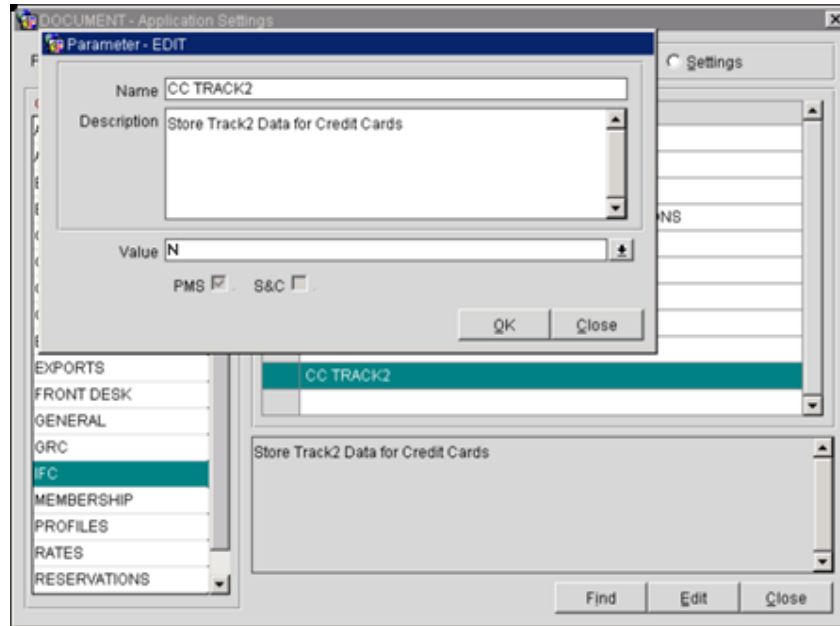 DOCUMENT - Application Settings
Parameter - EDIT
Settings
Name CC TRACK2
Description Store Track2 Data for Credit Cards
NS
Value N
PMS S&C
OK Close
EXPORTS
CC TRACK2
FRONT DESK
GENERAL
GRC
Store Track2 Data for Credit Cards
IFC
MEMBERSHIP
PROFILES
RATES
RESERVATIONS
Find Edit Close